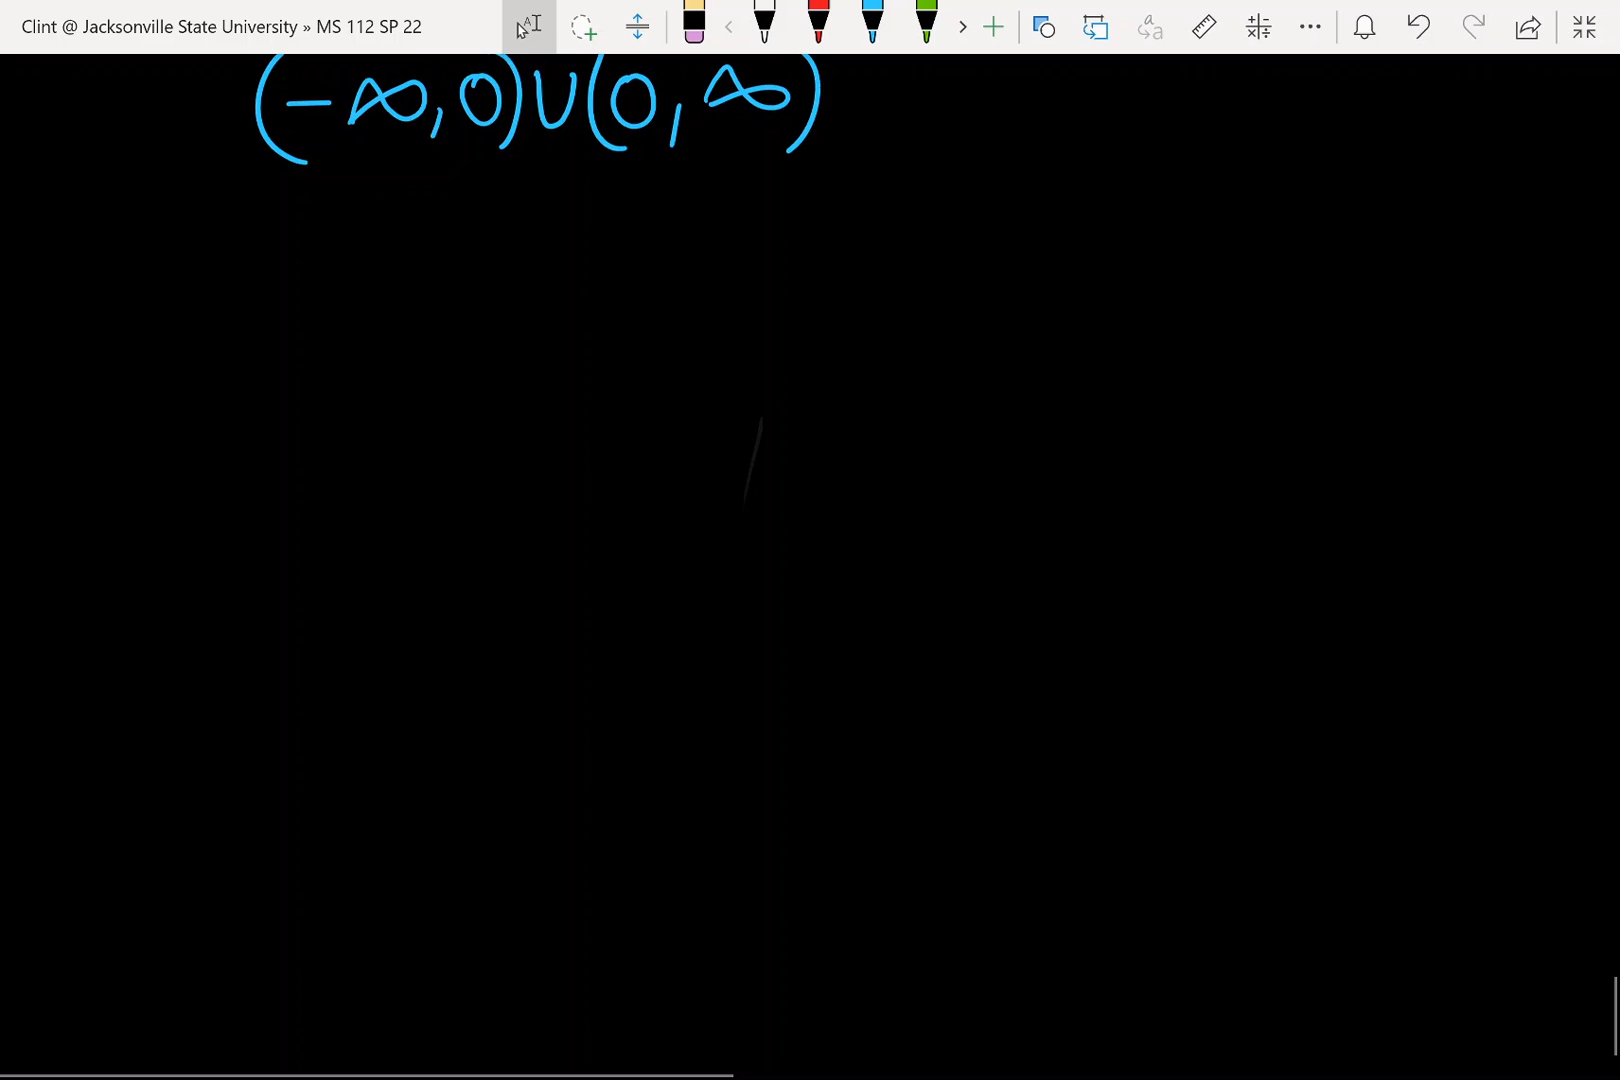 Clint @ Jacksonville State University » MS 112 SP 22
(-∞,0)∪(0,∞)